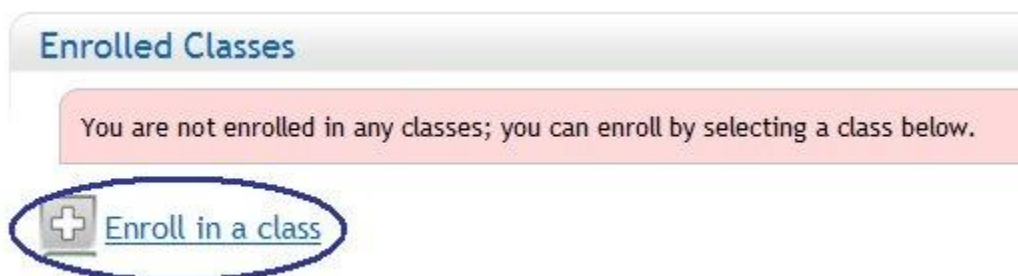 Enrolled Classes
You are not enrolled in any classes; you can enroll by selecting a class below.
Enroll in a class